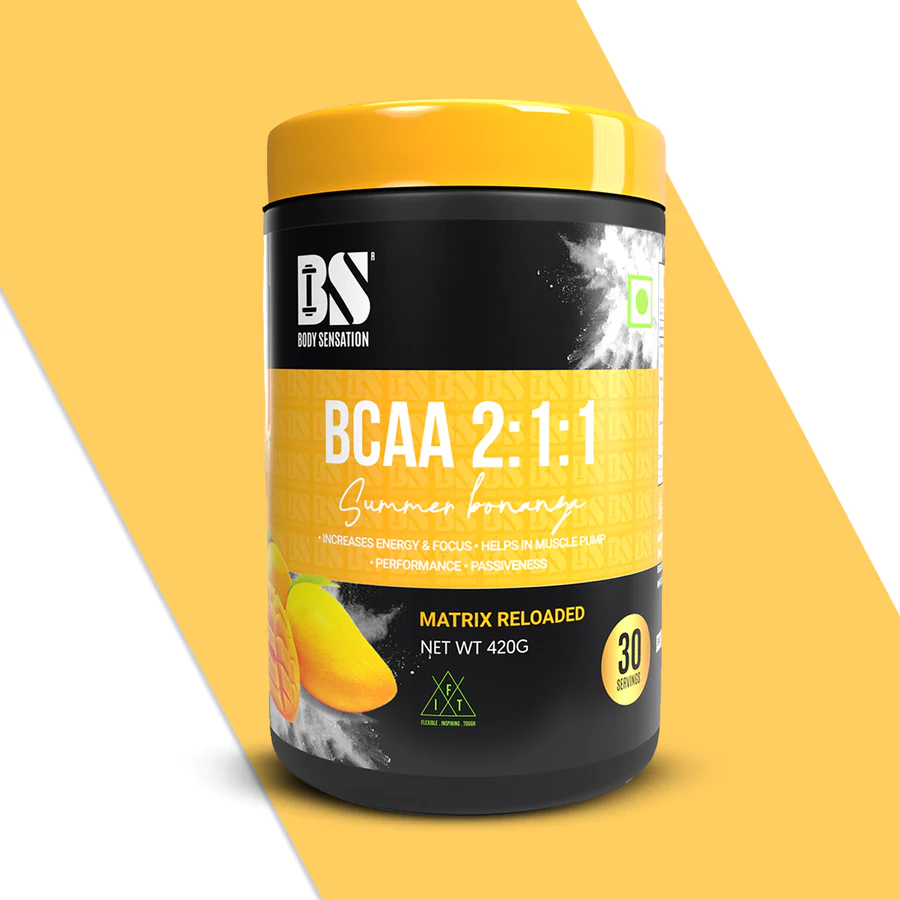 BS
R
BODY SENSATION
BCAA 2:1:1
Summer bonanza
• INCREASES ENERGY & FOCUS • HELPS IN MUSCLE PUMP
• PERFORMANCE • PASSIVENESS
MATRIX RELOADED
NET WT 420G
30
SERVINGS
F
I T
FLEXIBLE . INSPIRING . TOUGH